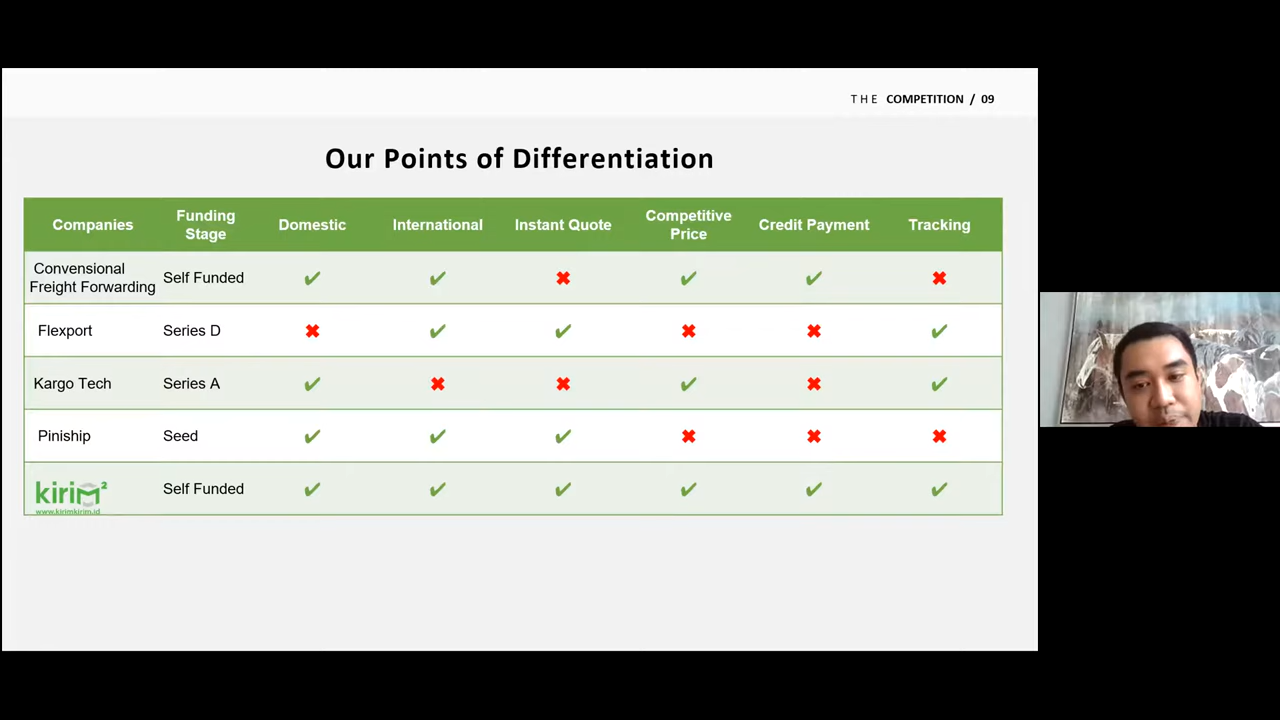 THE COMPETITION / 09
Our Points of Differentiation
Companies Funding Stage Domestic International Instant Quote Competitive Price Credit Payment Tracking
Convensional Freight Forwarding Self Funded ✔ ✔ ✖ ✔ ✔ ✖
Flexport Series D ✖ ✔ ✔ ✖ ✖ ✔
Kargo Tech Series A ✔ ✖ ✖ ✔ ✖ ✔
Piniship Seed ✔ ✔ ✔ ✖ ✖ ✖
kirim² Self Funded ✔ ✔ ✔ ✔ ✔ ✔
www.kirimkirim.id